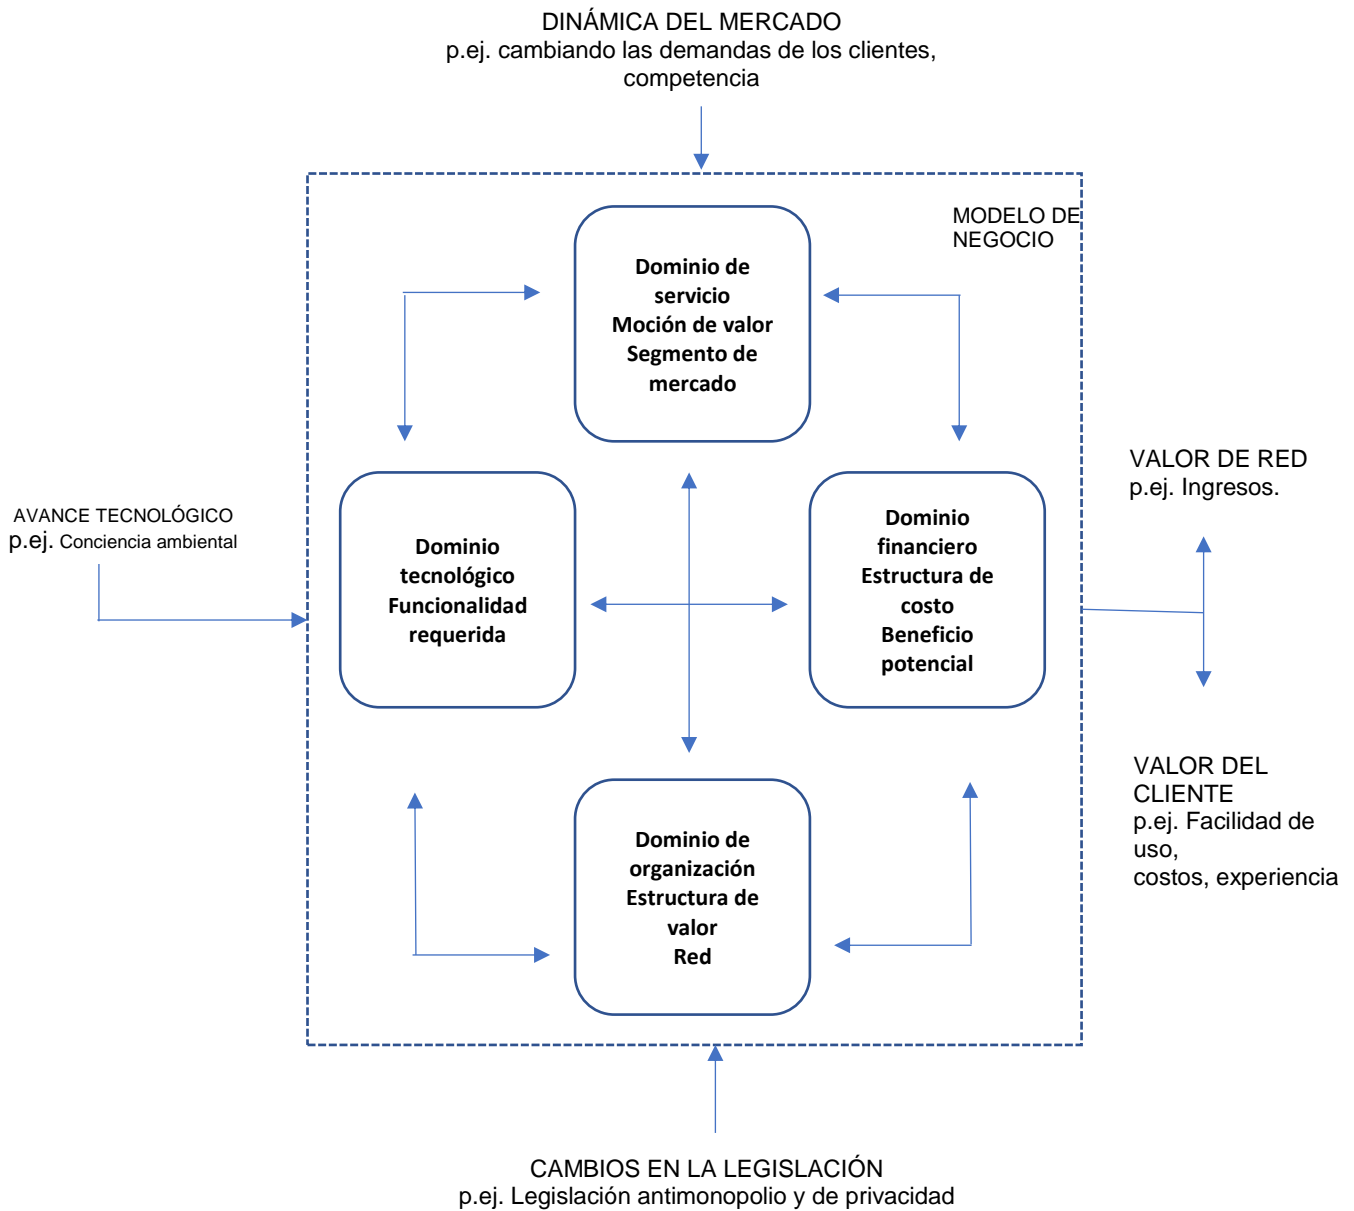 DINÁMICA DEL MERCADO
p.ej. cambiando las demandas de los clientes,
competencia
MODELO DE
NEGOCIO
Dominio de
servicio
Moción de valor
Segmento de
mercado
AVANCE TECNOLÓGICO
p.ej. Conciencia ambiental
Dominio
tecnológico
Funcionalidad
requerida
Dominio
financiero
Estructura de
costo
Beneficio
potencial
VALOR DE RED
p.ej. Ingresos.
VALOR DEL
CLIENTE
p.ej. Facilidad de
uso,
costos, experiencia
Dominio de
organización
Estructura de
valor
Red
CAMBIOS EN LA LEGISLACIÓN
p.ej. Legislación antimonopolio y de privacidad